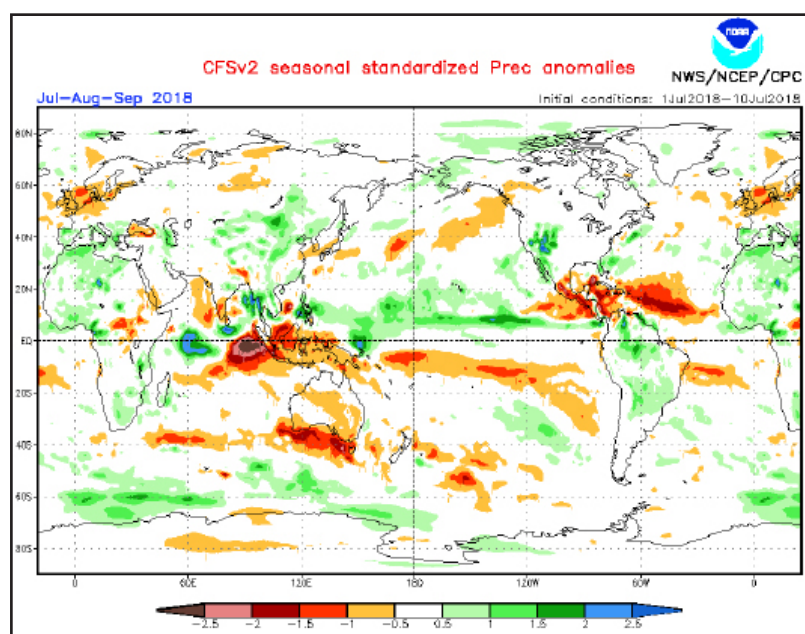 NOAA
CFSv2 seasonal standardized Prec anomalies
NWS/NCEP/CPC
Jul-Aug-Sep 2018
Initial conditions: 1Jul2018-10Jul2018
80N
60N
40N
20N
EQ
20S
40S
60S
80S
0 60E 120E 180 120W 60W 0
-2.5 -2 -1.5 -1 -0.5 0.5 1 1.5 2 2.5